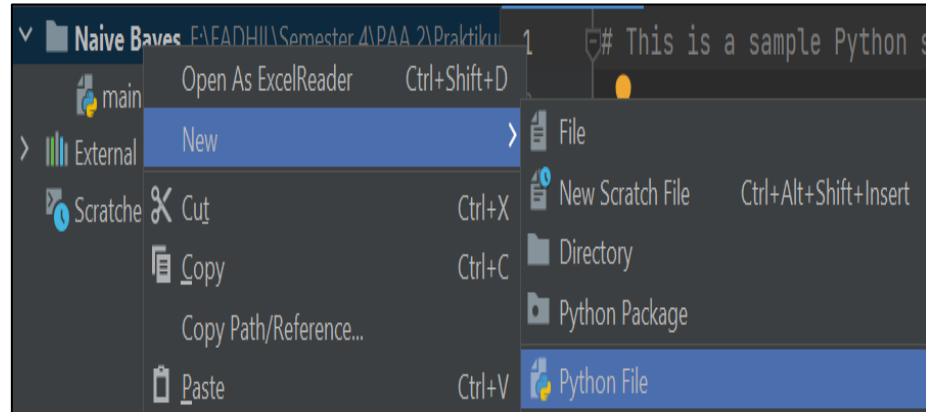 Naive Bayes E:\FADHIL\Semester 4\PAA 2\Praktiku
1 # This is a sample Python s
main
Open As ExcelReader Ctrl+Shift+D
New
File
External
New Scratch File Ctrl+Alt+Shift+Insert
Scratche
Cut Ctrl+X
Directory
Copy Ctrl+C
Python Package
Copy Path/Reference...
Paste Ctrl+V
Python File